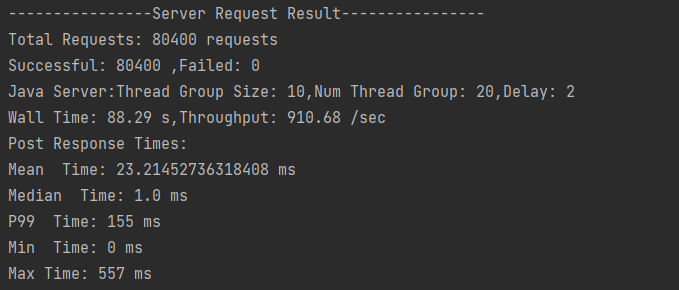 ----------------Server Request Result----------------
Total Requests: 80400 requests
Successful: 80400 ,Failed: 0
Java Server:Thread Group Size: 10,Num Thread Group: 20,Delay: 2
Wall Time: 88.29 s,Throughput: 910.68 /sec
Post Response Times:
Mean  Time: 23.21452736318408 ms
Median  Time: 1.0 ms
P99  Time: 155 ms
Min  Time: 0 ms
Max Time: 557 ms